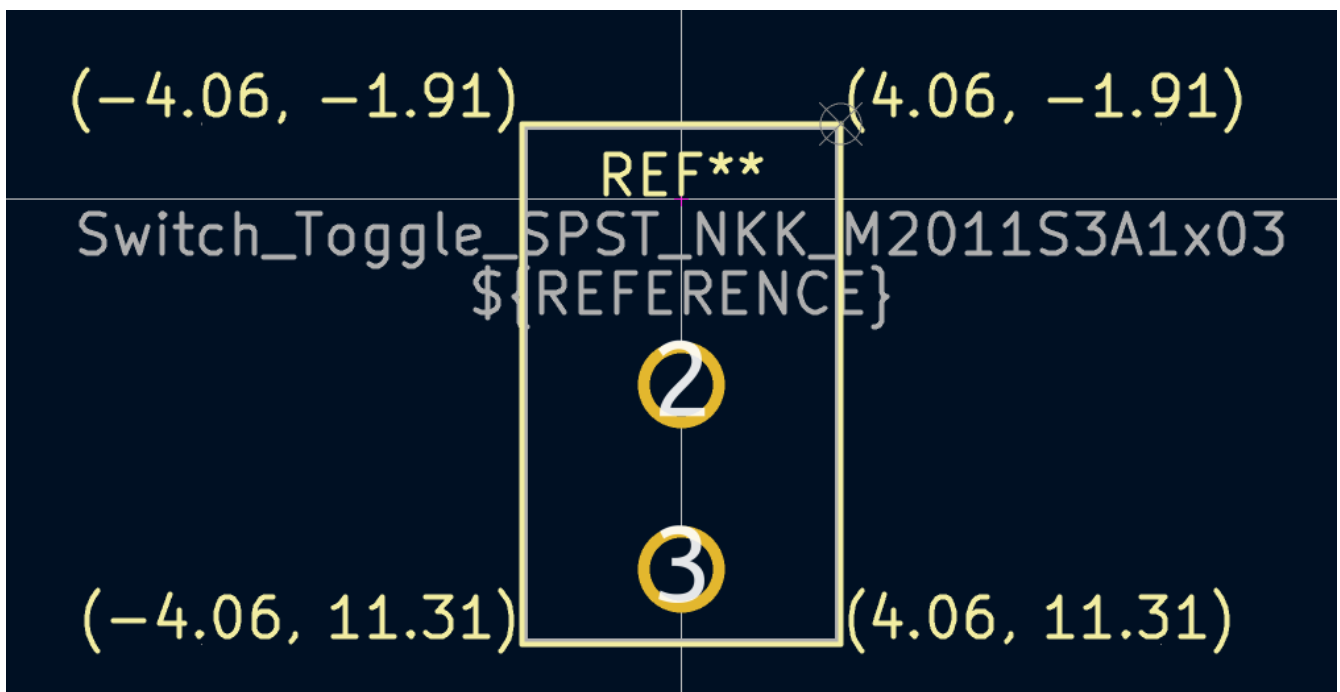 (−4.06, −1.91) (4.06, −1.91)
REF**
Switch_Toggle_SPST_NKK_M2011S3A1x03
${REFERENCE}
2
3
(−4.06, 11.31) (4.06, 11.31)